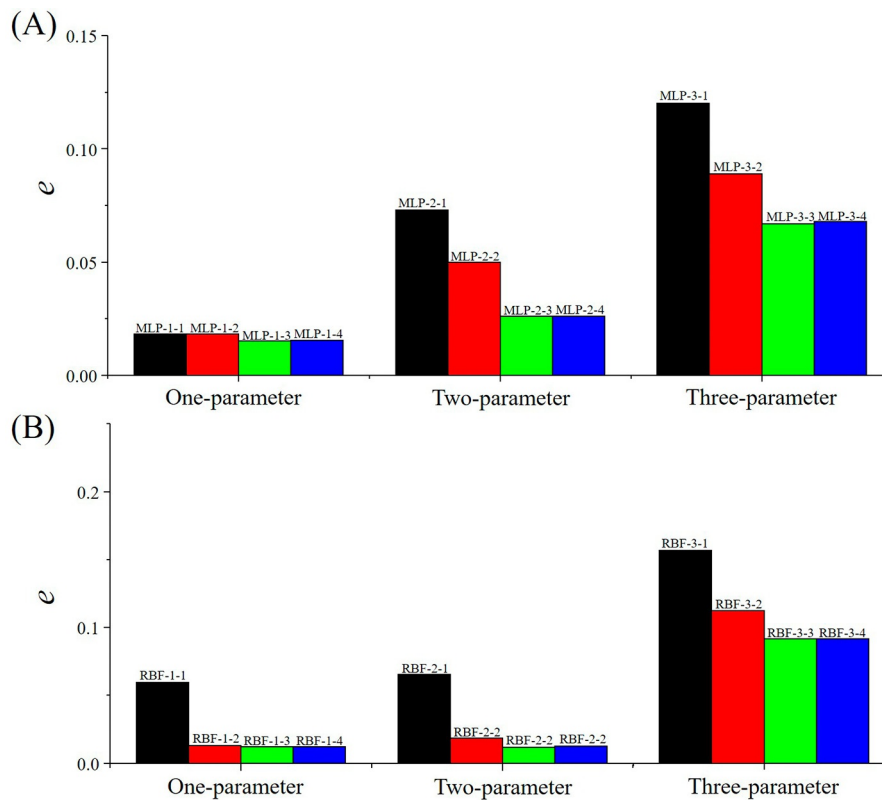 (A)
0.15
0.10
0.05
0.00
e
MLP-1-1 MLP-1-2 MLP-1-3 MLP-1-4
MLP-2-1
MLP-2-2
MLP-2-3 MLP-2-4
MLP-3-1
MLP-3-2
MLP-3-3 MLP-3-4
One-parameter Two-parameter Three-parameter
(B)
0.2
0.1
0.0
e
RBF-1-1
RBF-1-2 RBF-1-3 RBF-1-4
RBF-2-1
RBF-2-2 RBF-2-2 RBF-2-2
RBF-3-1
RBF-3-2
RBF-3-3 RBF-3-4
One-parameter Two-parameter Three-parameter